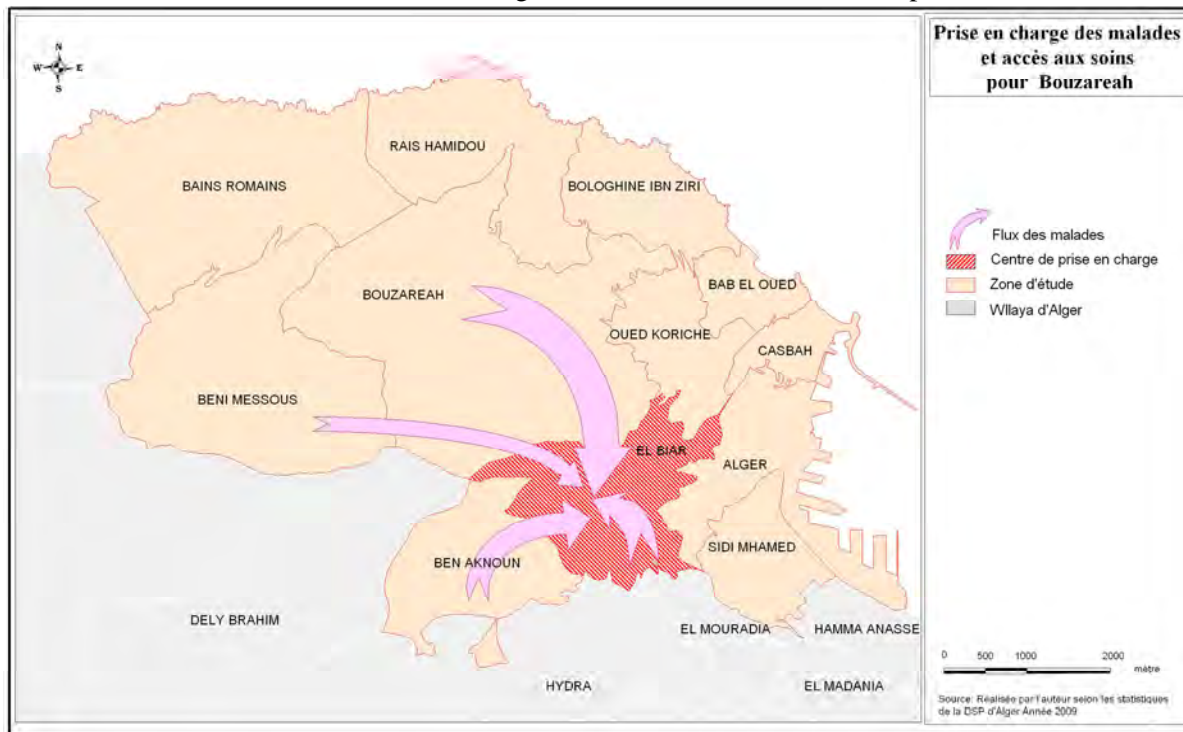 Prise en charge des malades
et accès aux soins
pour Bouzareah
N
W E
S
RAIS HAMIDOU
BAINS ROMAINS
BOLOGHINE IBN ZIRI
BAB EL OUED
BOUZAREAH
OUED KORICHE
CASBAH
BENI MESSOUS
EL BIAR
ALGER
SIDI MHAMED
BEN AKNOUN
DELY BRAHIM
EL MOURADIA
HAMMA ANASSE
HYDRA
EL MADANIA
Flux des malades
Centre de prise en charge
Zone d'étude
WIlaya d'Alger
0 500 1000 2000
mètre
Source: Réalisée par l'auteur selon les statistiques
de la DSP d'Alger Année 2009